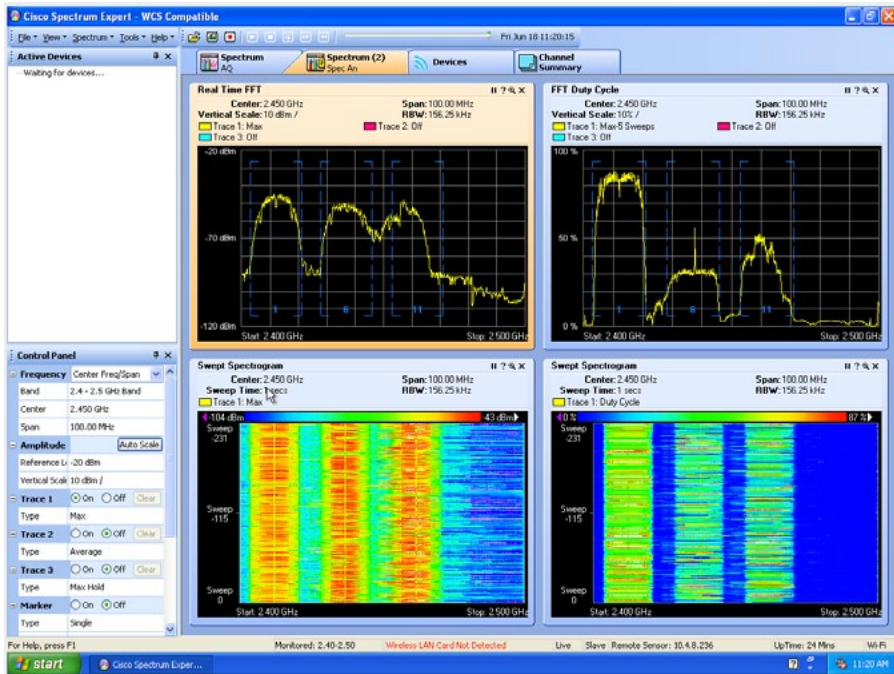 Cisco Spectrum Expert - WCS Compatible
File View Spectrum Tools Help
Fri Jun 18 11:20:15
Active Devices
Waiting for devices...
Spectrum
AQ
Spectrum (2)
Spec An
Devices
Channel
Summary
Real Time FFT
Center: 2.450 GHz Span: 100.00 MHz
Vertical Scale: 10 dBm / RBW: 156.25 kHz
Trace 1: Max Trace 2: Off
Trace 3: Off
-20 dBm
-70 dBm
-120 dBm
1 6 11
Start: 2.400 GHz Stop: 2.500 GHz
FFT Duty Cycle
Center: 2.450 GHz Span: 100.00 MHz
Vertical Scale: 10% / RBW: 156.25 kHz
Trace 1: Max-5 Sweeps Trace 2: Off
Trace 3: Off
100 %
50 %
0 %
1 6 11
Start: 2.400 GHz Stop: 2.500 GHz
Control Panel
Frequency Center Freq/Span
Band 2.4 - 2.5 GHz Band
Center 2.450 GHz
Span 100.00 MHz
Amplitude Auto Scale
Reference L -20 dBm
Vertical Scal 10 dBm /
Trace 1 On Off Clear
Type Max
Trace 2 On Off Clear
Type Average
Trace 3 On Off Clear
Type Max Hold
Marker On Off
Type Single
Swept Spectrogram
Center: 2.450 GHz Span: 100.00 MHz
Sweep Time: 1 secs RBW: 156.25 kHz
Trace 1: Max
-104 dBm -43 dBm
Sweep
-231
Sweep
-115
Sweep
0
Start: 2.400 GHz Stop: 2.500 GHz
Swept Spectrogram
Center: 2.450 GHz Span: 100.00 MHz
Sweep Time: 1 secs RBW: 156.25 kHz
Trace 1: Duty Cycle
0 % 87 %
Sweep
-231
Sweep
-115
Sweep
0
Start: 2.400 GHz Stop: 2.500 GHz
For Help, press F1
Monitored: 2.40-2.50
Wireless LAN Card Not Detected
Live Slave Remote Sensor: 10.4.8.236
UpTime: 24 Mins
Wi-Fi
start
Cisco Spectrum Exper...
11:20 AM